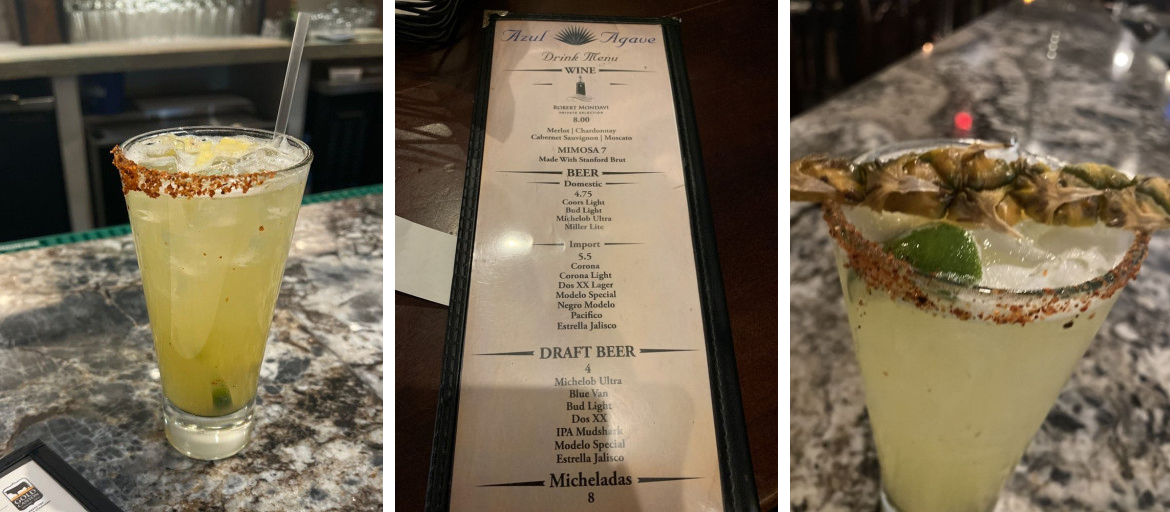 GOLD
Azul Agave
Drink Menu
WINE
ROBERT MONDAVI
PRIVATE SELECTION
8.00
Merlot | Chardonnay
Cabernet Sauvignon | Moscato
MIMOSA 7
Made With Stanford Brut
BEER
Domestic
4.75
Coors Light
Bud Light
Michelob Ultra
Miller Lite
Import
5.5
Corona
Corona Light
Dos XX Lager
Modelo Special
Negro Modelo
Pacifico
Estrella Jalisco
DRAFT BEER
4
Michelob Ultra
Blue Van
Bud Light
Dos XX
IPA Mudshark
Modelo Special
Estrella Jalisco
Micheladas
8